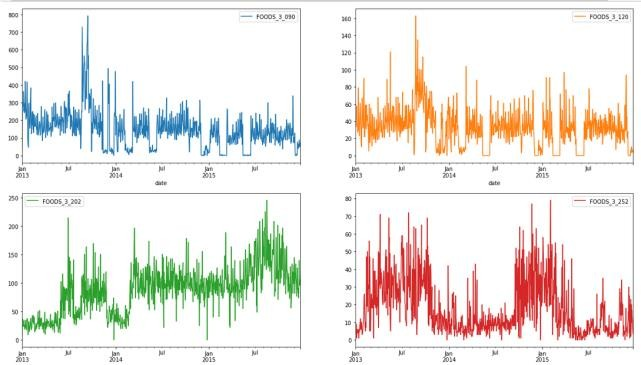 FOODS_3_090
800
700
600
500
400
300
200
100
0
Jan
2013
Jul
Jan
2014
Jul
Jan
2015
Jul
date
FOODS_3_120
160
140
120
100
80
60
40
20
0
Jan
2013
Jul
Jan
2014
Jul
Jan
2015
Jul
date
FOODS_3_202
250
200
150
100
50
0
Jan
2013
Jul
Jan
2014
Jul
Jan
2015
Jul
FOODS_3_252
80
70
60
50
40
30
20
10
0
Jan
2013
Jul
Jan
2014
Jul
Jan
2015
Jul